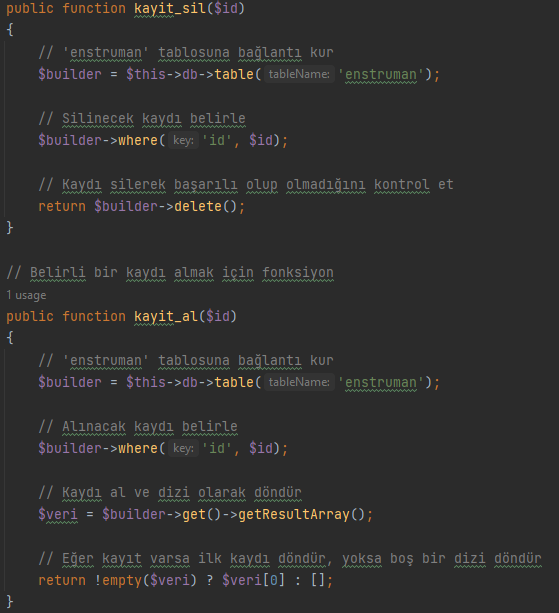 public function kayit_sil($id)
{
    // 'enstruman' tablosuna bağlantı kur
    $builder = $this->db->table( tableName: 'enstruman');
    // Silinecek kaydı belirle
    $builder->where( key: 'id', $id);
    // Kaydı silerek başarılı olup olmadığını kontrol et
    return $builder->delete();
}
// Belirli bir kaydı almak için fonksiyon
1 usage
public function kayit_al($id)
{
    // 'enstruman' tablosuna bağlantı kur
    $builder = $this->db->table( tableName: 'enstruman');
    // Alınacak kaydı belirle
    $builder->where( key: 'id', $id);
    // Kaydı al ve dizi olarak döndür
    $veri = $builder->get()->getResultArray();
    // Eğer kayıt varsa ilk kaydı döndür, yoksa boş bir dizi döndür
    return !empty($veri) ? $veri[0] : [];
}